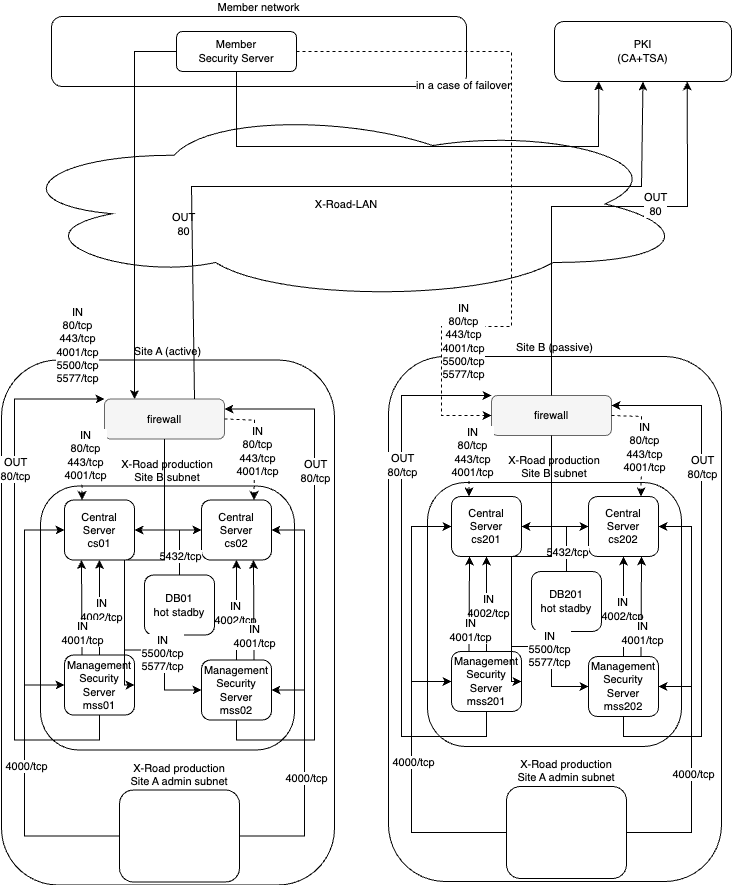 Member network
Member
Security Server
PKI
(CA+TSA)
in a case of failover
X-Road-LAN
OUT
80
OUT
80
IN
80/tcp
443/tcp
4001/tcp
5500/tcp
5577/tcp
Site A (active)
firewall
IN
80/tcp
443/tcp
4001/tcp
IN
80/tcp
443/tcp
4001/tcp
OUT
80/tcp
OUT
80/tcp
X-Road production
Site B subnet
Central
Server
cs01
Central
Server
cs02
5432/tcp
DB01
hot stadby
IN
4002/tcp
IN
4001/tcp
IN
4002/tcp
IN
4001/tcp
IN
5500/tcp
5577/tcp
Management
Security
Server
mss01
Management
Security
Server
mss02
4000/tcp
4000/tcp
X-Road production
Site A admin subnet
IN
80/tcp
443/tcp
4001/tcp
5500/tcp
5577/tcp
Site B (passive)
firewall
IN
80/tcp
443/tcp
4001/tcp
IN
80/tcp
443/tcp
4001/tcp
OUT
80/tcp
OUT
80/tcp
X-Road production
Site B subnet
Central
Server
cs201
Central
Server
cs202
5432/tcp
DB201
hot stadby
IN
4002/tcp
IN
4001/tcp
IN
4002/tcp
IN
4001/tcp
IN
5500/tcp
5577/tcp
Management
Security
Server
mss201
Management
Security
Server
mss202
4000/tcp
4000/tcp
X-Road production
Site A admin subnet